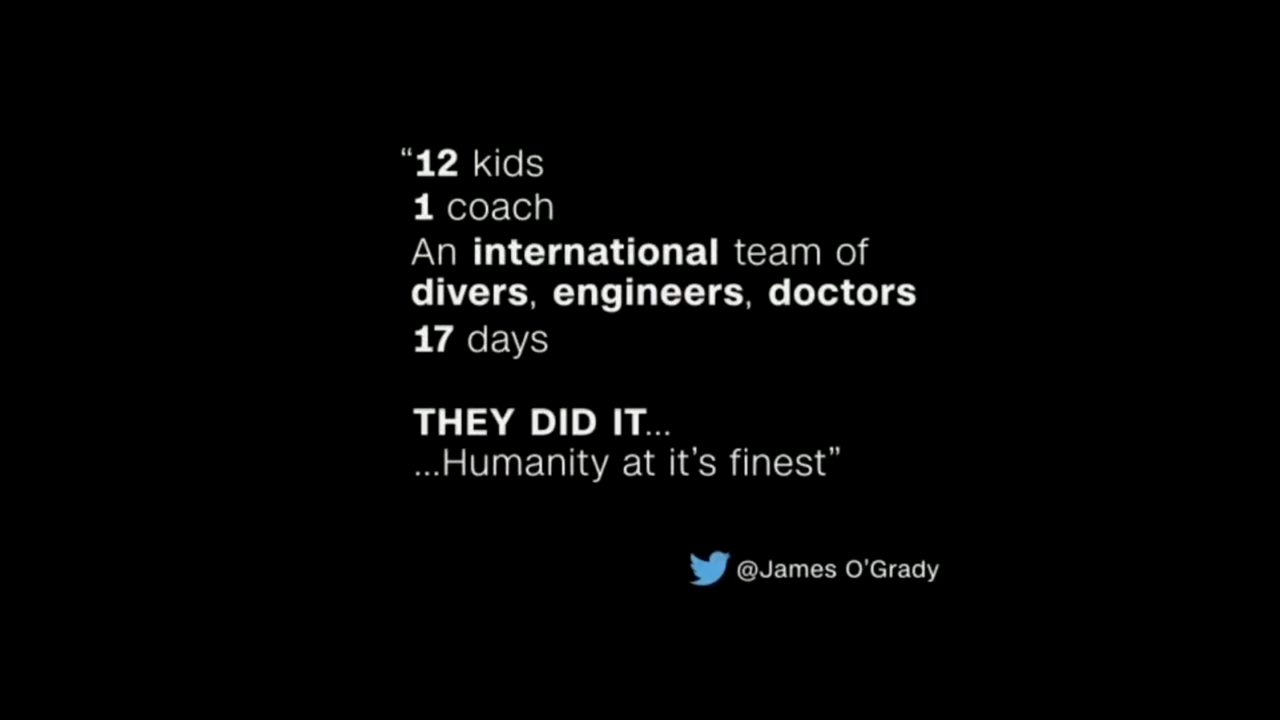 “12 kids
1 coach
An international team of
divers, engineers, doctors
17 days
THEY DID IT...
...Humanity at it’s finest”
@James O'Grady